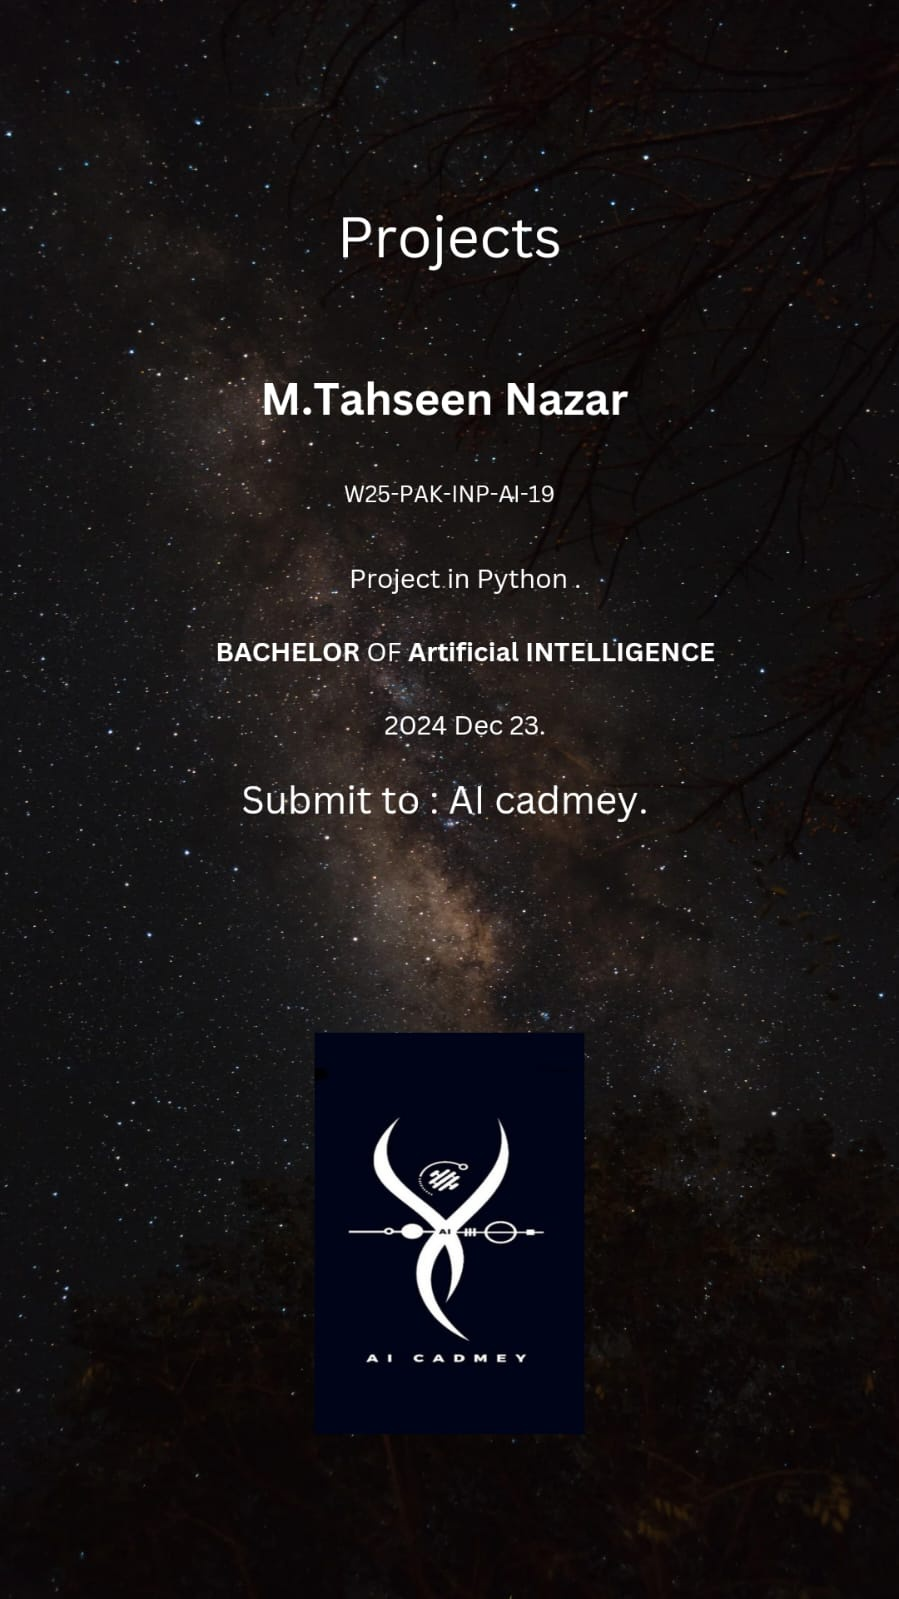 Projects
M.Tahseen Nazar
W25-PAK-INP-AI-19
Project in Python .
BACHELOR OF Artificial INTELLIGENCE
2024 Dec 23.
Submit to : AI cadmey.
AI
AI CADMEY